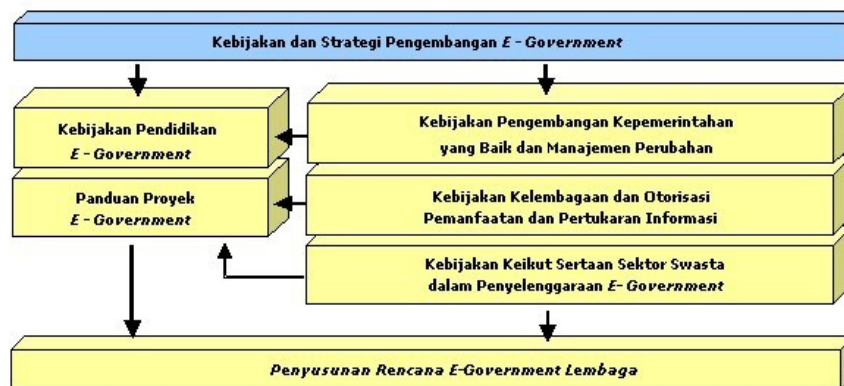 Kebijakan dan Strategi Pengembangan E - Government
Kebijakan Pendidikan
E - Government
Kebijakan Pengembangan Kepemerintahan
yang Baik dan Manajemen Perubahan
Panduan Proyek
E - Government
Kebijakan Kelembagaan dan Otorisasi
Pemanfaatan dan Pertukaran Informasi
Kebijakan Keikut Sertaan Sektor Swasta
dalam Penyelenggaraan E- Government
Penyusunan Rencana E-Government Lembaga